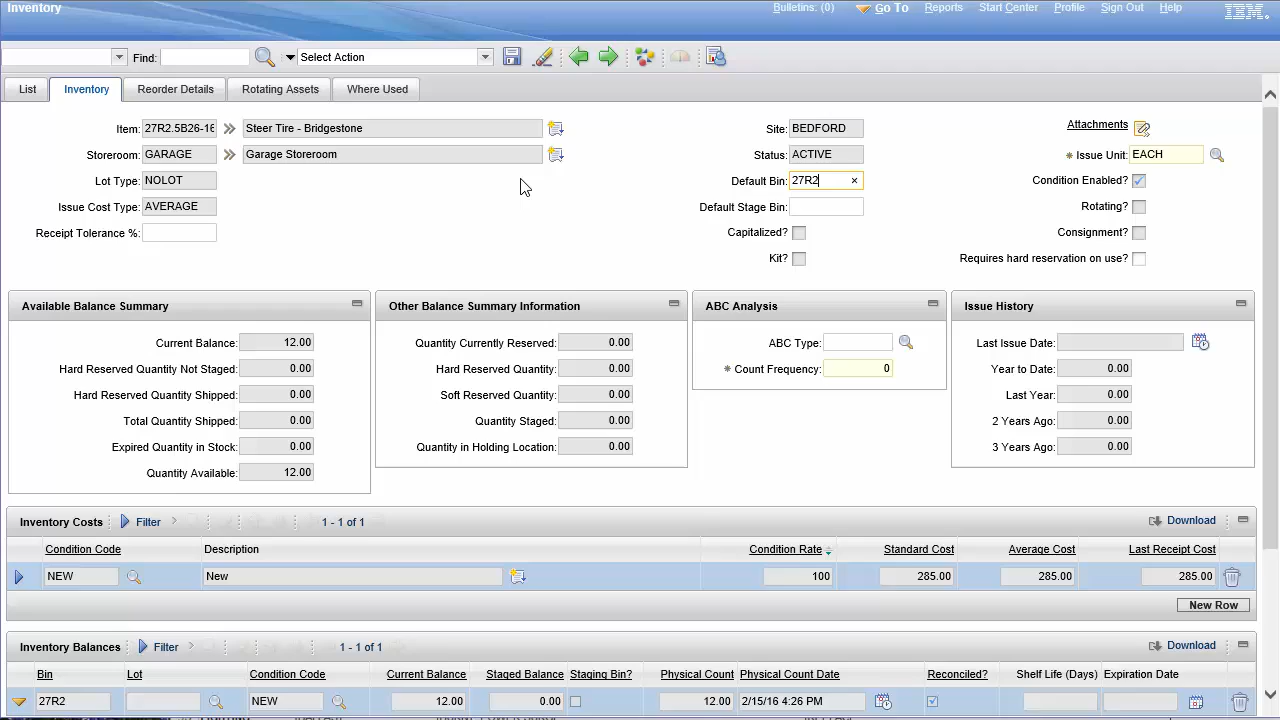 Inventory
Bulletins: (0) Go To Reports Start Center Profile Sign Out Help IBM.
Find: Select Action
List Inventory Reorder Details Rotating Assets Where Used
Item: 27R2.5B26-16 Steer Tire - Bridgestone Site: BEDFORD Attachments
Storeroom: GARAGE Garage Storeroom Status: ACTIVE * Issue Unit: EACH
Lot Type: NOLOT Default Bin: 27R2 × Condition Enabled?
Issue Cost Type: AVERAGE Default Stage Bin: Rotating?
Receipt Tolerance %: Capitalized? Consignment?
Kit? Requires hard reservation on use?
Available Balance Summary Other Balance Summary Information ABC Analysis Issue History
Current Balance: 12.00 Quantity Currently Reserved: 0.00 ABC Type: Last Issue Date:
Hard Reserved Quantity Not Staged: 0.00 Hard Reserved Quantity: 0.00 * Count Frequency: 0 Year to Date: 0.00
Hard Reserved Quantity Shipped: 0.00 Soft Reserved Quantity: 0.00 Last Year: 0.00
Total Quantity Shipped: 0.00 Quantity Staged: 0.00 2 Years Ago: 0.00
Expired Quantity in Stock: 0.00 Quantity in Holding Location: 0.00 3 Years Ago: 0.00
Quantity Available: 12.00
Inventory Costs Filter 1 - 1 of 1 Download
Condition Code Description Condition Rate Standard Cost Average Cost Last Receipt Cost
NEW New 100 285.00 285.00 285.00
New Row
Inventory Balances Filter 1 - 1 of 1 Download
Bin Lot Condition Code Current Balance Staged Balance Staging Bin? Physical Count Physical Count Date Reconciled? Shelf Life (Days) Expiration Date
27R2 NEW 12.00 0.00 12.00 2/15/16 4:26 PM